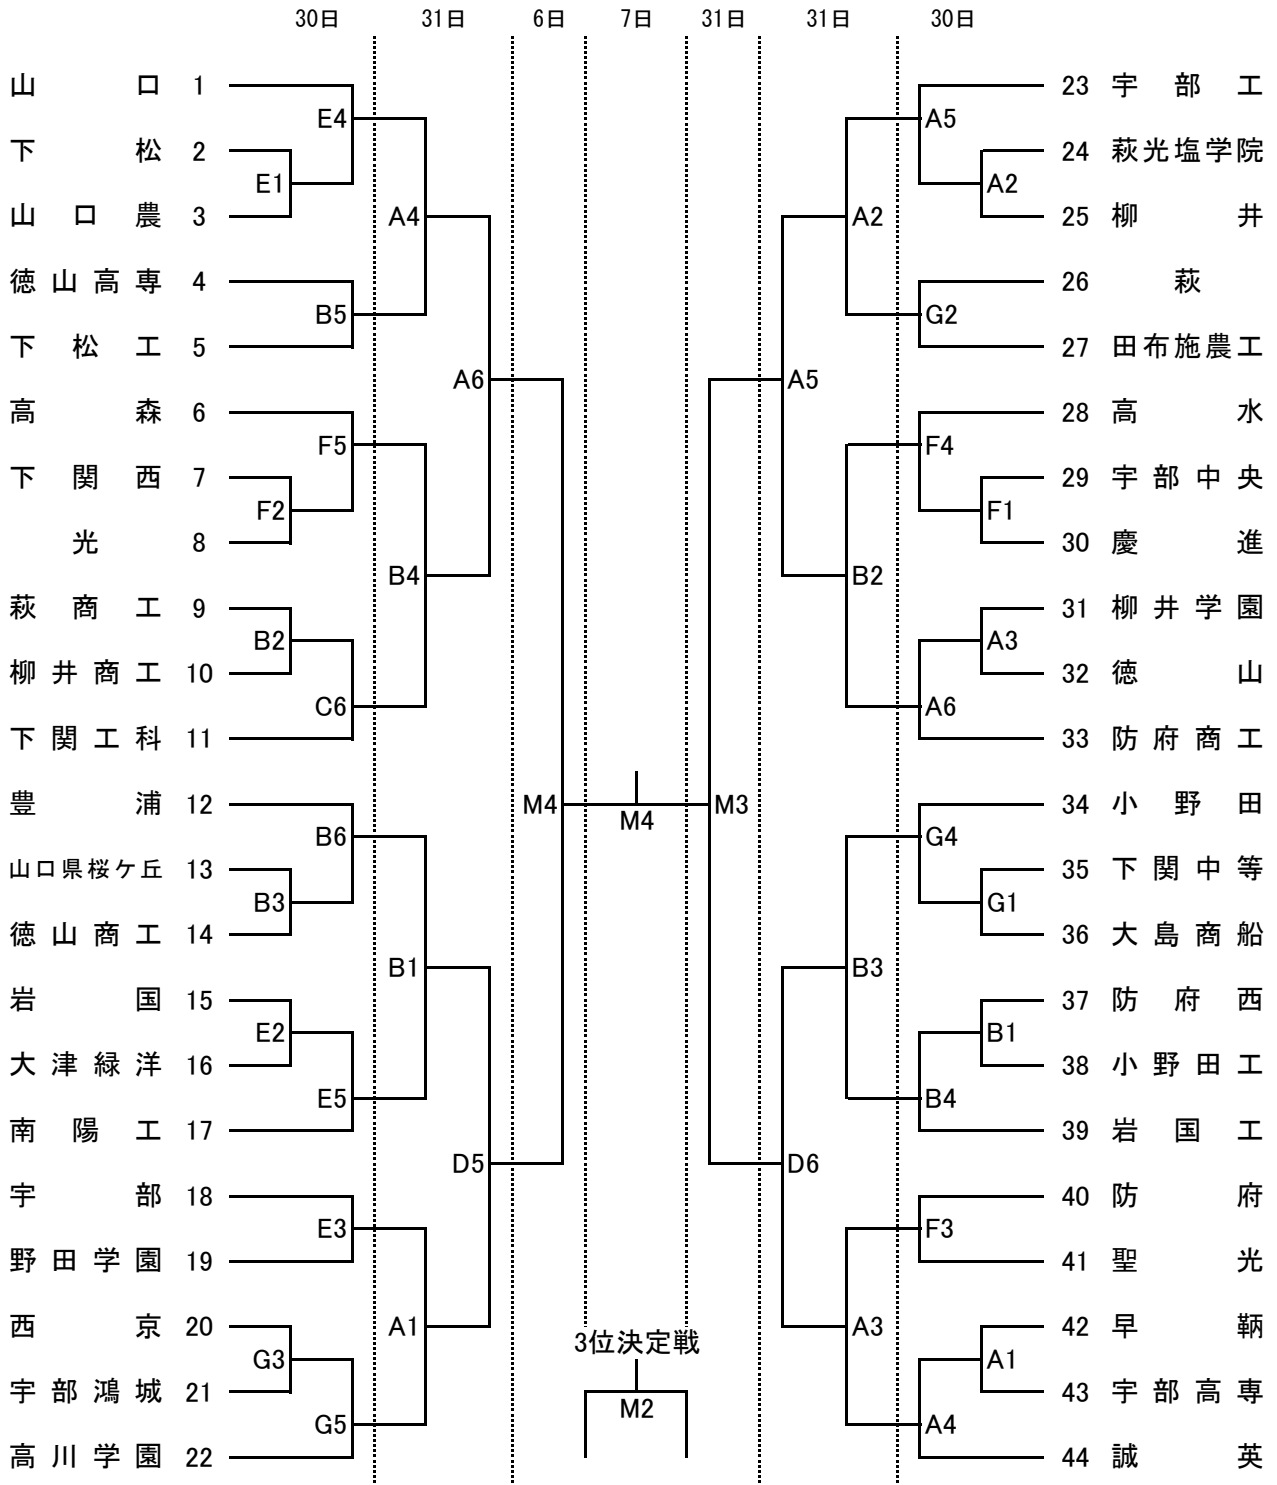 30日 31日 6日 7日 31日 31日 30日
山口 1
E4
下松 2
E1
山口農 3
A4
徳山高専 4
B5
下松工 5
A6
高森 6
F5
下関西 7
F2
光 8
B4
萩商工 9
B2
柳井商工 10
C6
下関工科 11
豊浦 12
B6
山口県桜ケ丘 13
B3
徳山商工 14
B1
岩国 15
E2
大津緑洋 16
E5
南陽工 17
D5
宇部 18
E3
野田学園 19
西京 20
A1
G3
宇部鴻城 21
G5
高川学園 22
M4
M4
M3
3位決定戦
M2
23 宇部工
A5
24 萩光塩学院
A2
25 柳井
A2
26 萩
G2
27 田布施農工
A5
28 高水
F4
29 宇部中央
F1
30 慶進
B2
31 柳井学園
A3
32 徳山
A6
33 防府商工
34 小野田
G4
35 下関中等
G1
36 大島商船
B3
37 防府西
B1
38 小野田工
B4
39 岩国工
D6
40 防府
F3
41 聖光
42 早鞆
A3
A1
43 宇部高専
A4
44 誠英